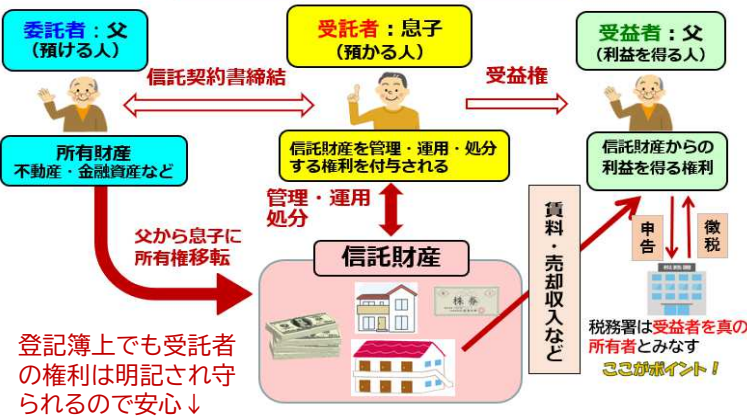 委託者：父
（預ける人）
受託者：息子
（預かる人）
受益者：父
（利益を得る人）
信託契約書締結
受益権
所有財産
不動産・金融資産など
信託財産を管理・運用・処分
する権利を付与される
信託財産からの
利益を得る権利
管理・運用
処分
父から息子に
所有権移転
信託財産
株券
賃料・売却収入など
申告
徴税
税務署
税務署は受益者を真の
所有者とみなす
ここがポイント！
登記簿上でも受託者
の権利は明記され守
られるので安心↓